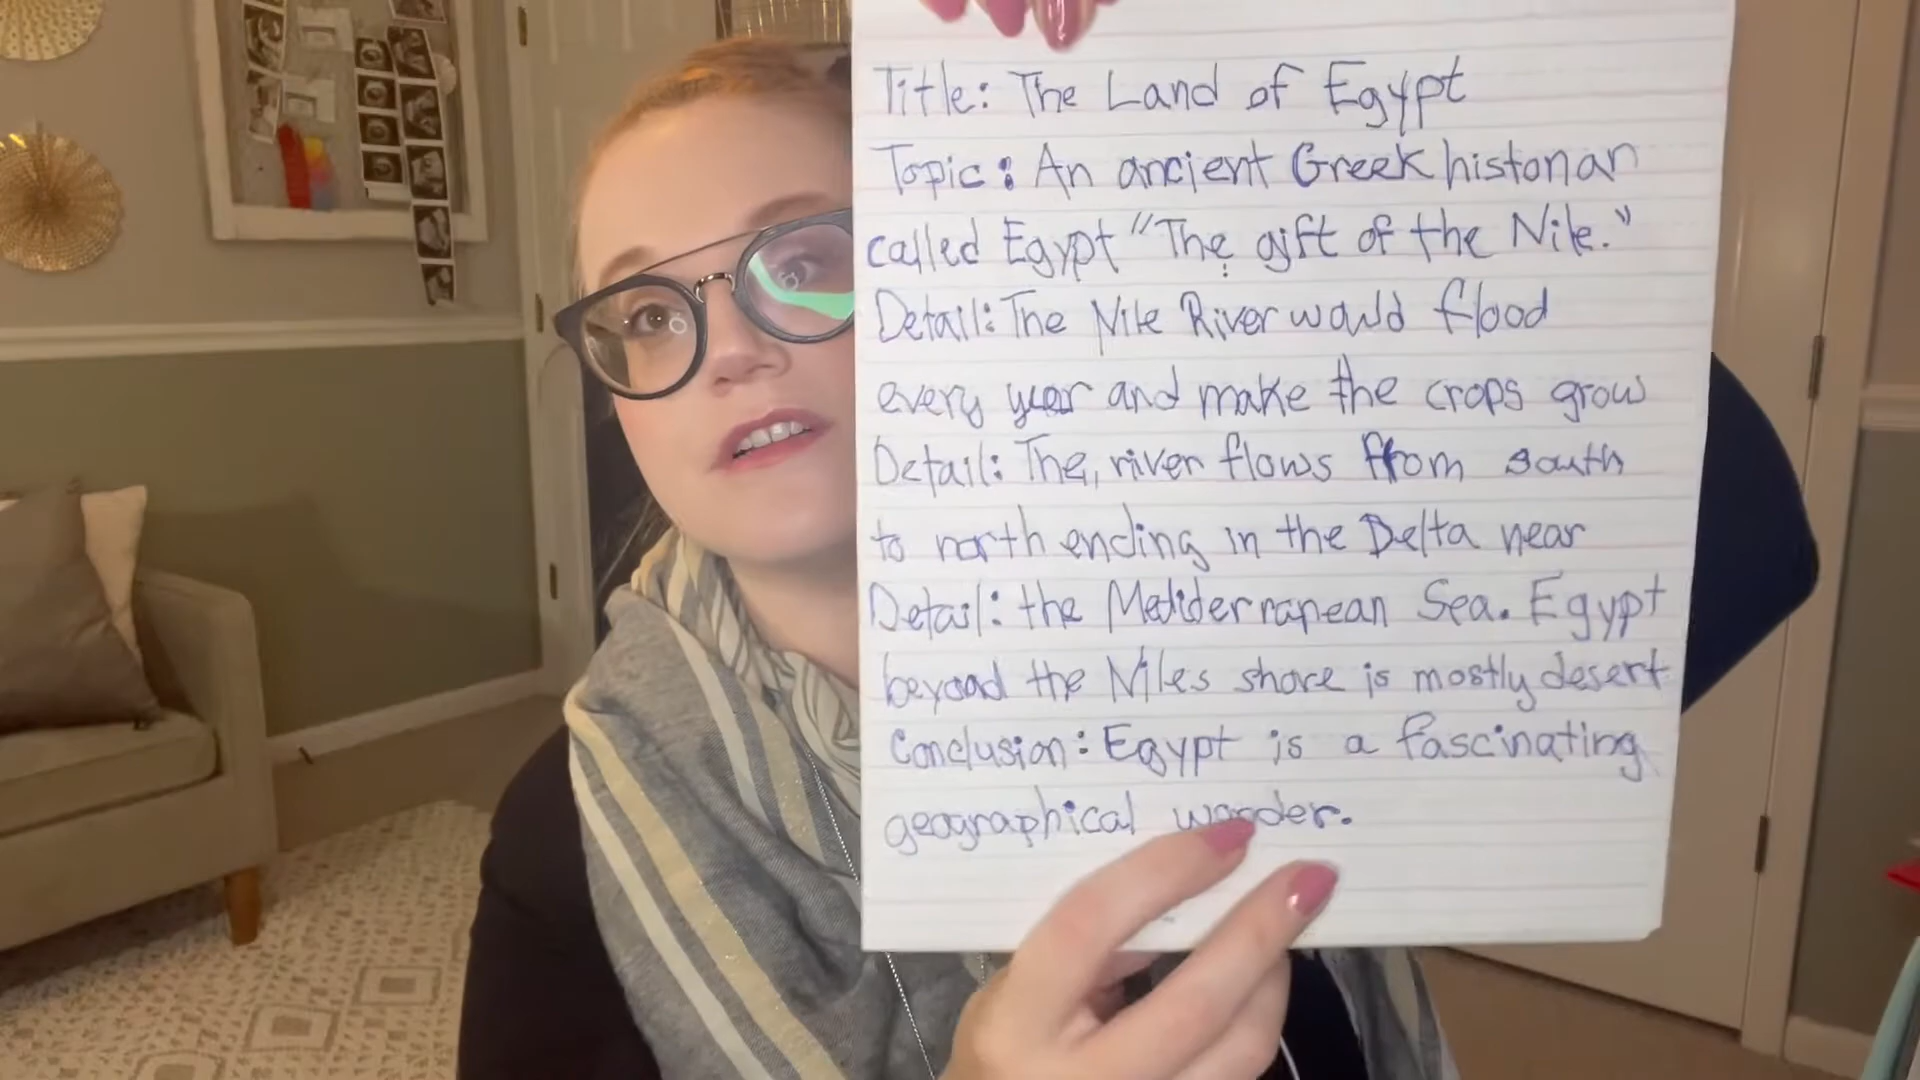 Title: The Land of Egypt
Topic: An ancient Greek historian
called Egypt "The gift of the Nile."
Detail: The Nile River would flood
every year and make the crops grow
Detail: The, river flows from south
to north ending in the Delta near
Detail: the Mediderranean Sea. Egypt
beyond the Niles shore is mostly desert
Conclusion: Egypt is a fascinating
geographical wonder.